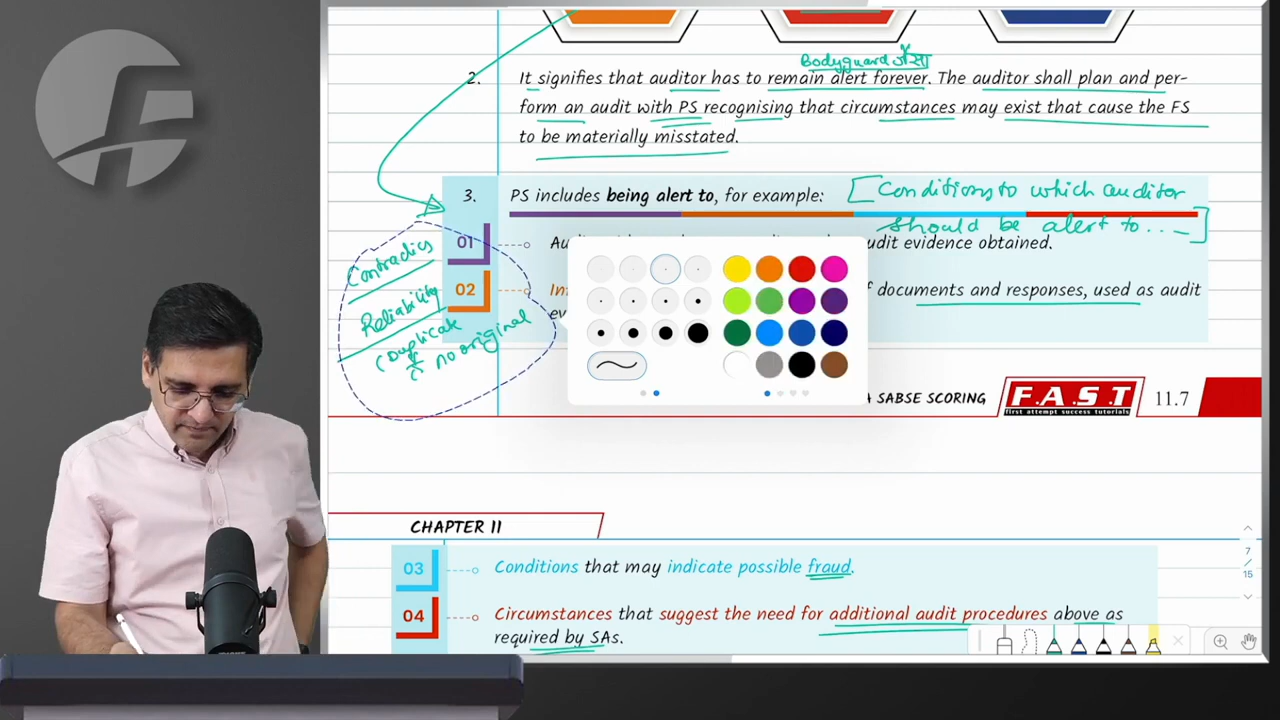 Bodyguard
2. It signifies that auditor has to remain alert forever. The auditor shall plan and per-
form an audit with PS recognising that circumstances may exist that cause the FS
to be materially misstated.
3. PS includes being alert to, for example: [Conditions to which auditor
should be alert to....]
01
udit evidence obtained.
02
f documents and responses, used as audit
Contradics
Reliability
(Duplicate
no original
A SABSE SCORING F.A.S.T 11.7
first attempt success tutorials
CHAPTER 11
7
/
15
03 Conditions that may indicate possible fraud.
04 Circumstances that suggest the need for additional audit procedures above as
required by SAs.